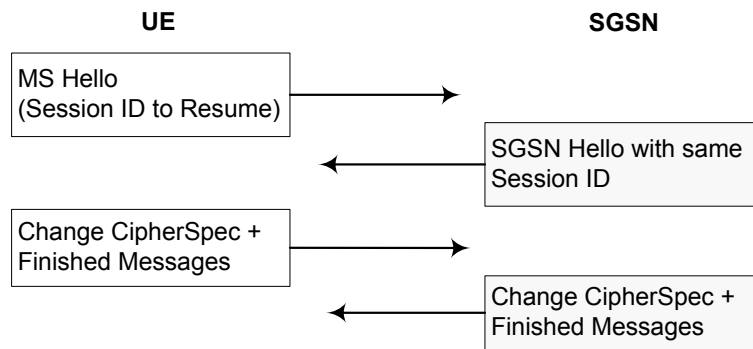 UE
SGSN
MS Hello
(Session ID to Resume)
SGSN Hello with same
Session ID
Change CipherSpec +
Finished Messages
Change CipherSpec +
Finished Messages